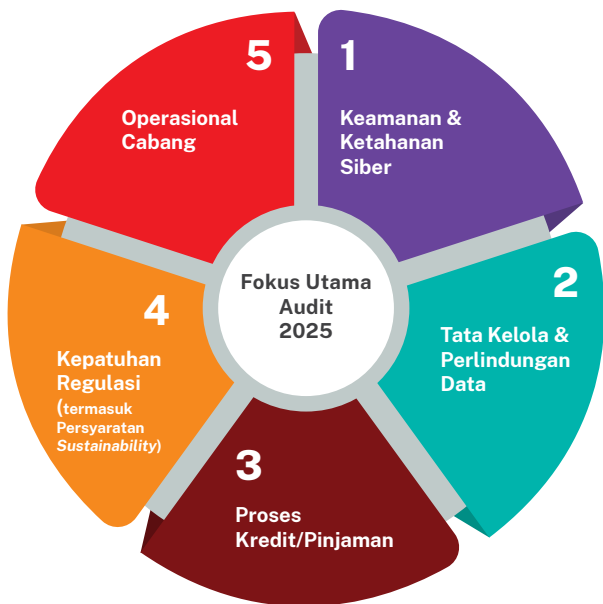 Fokus Utama
Audit
2025
1
Keamanan &
Ketahanan
Siber
2
Tata Kelola &
Perlindungan
Data
3
Proses
Kredit/Pinjaman
4
Kepatuhan
Regulasi
(termasuk
Persyaratan
Sustainability)
5
Operasional
Cabang